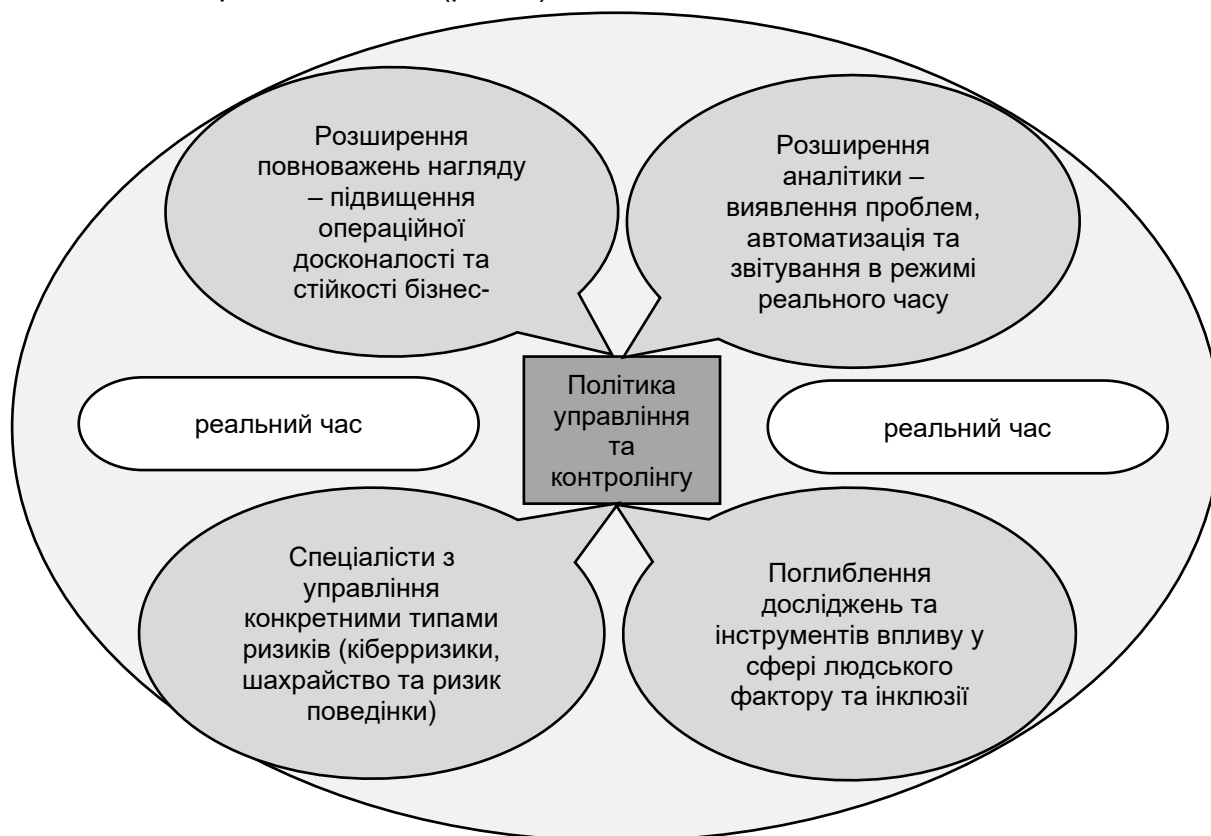 Розширення
повноважень нагляду
– підвищення
операційної
досконалості та
стійкості бізнес-
Розширення
аналітики –
виявлення проблем,
автоматизація та
звітування в режимі
реального часу
реальний час
Політика
управління
та
контролінгу
реальний час
Спеціалісти з
управління
конкретними типами
ризиків (кіберризики,
шахрайство та ризик
поведінки)
Поглиблення
досліджень та
інструментів впливу у
сфері людського
фактору та інклюзії